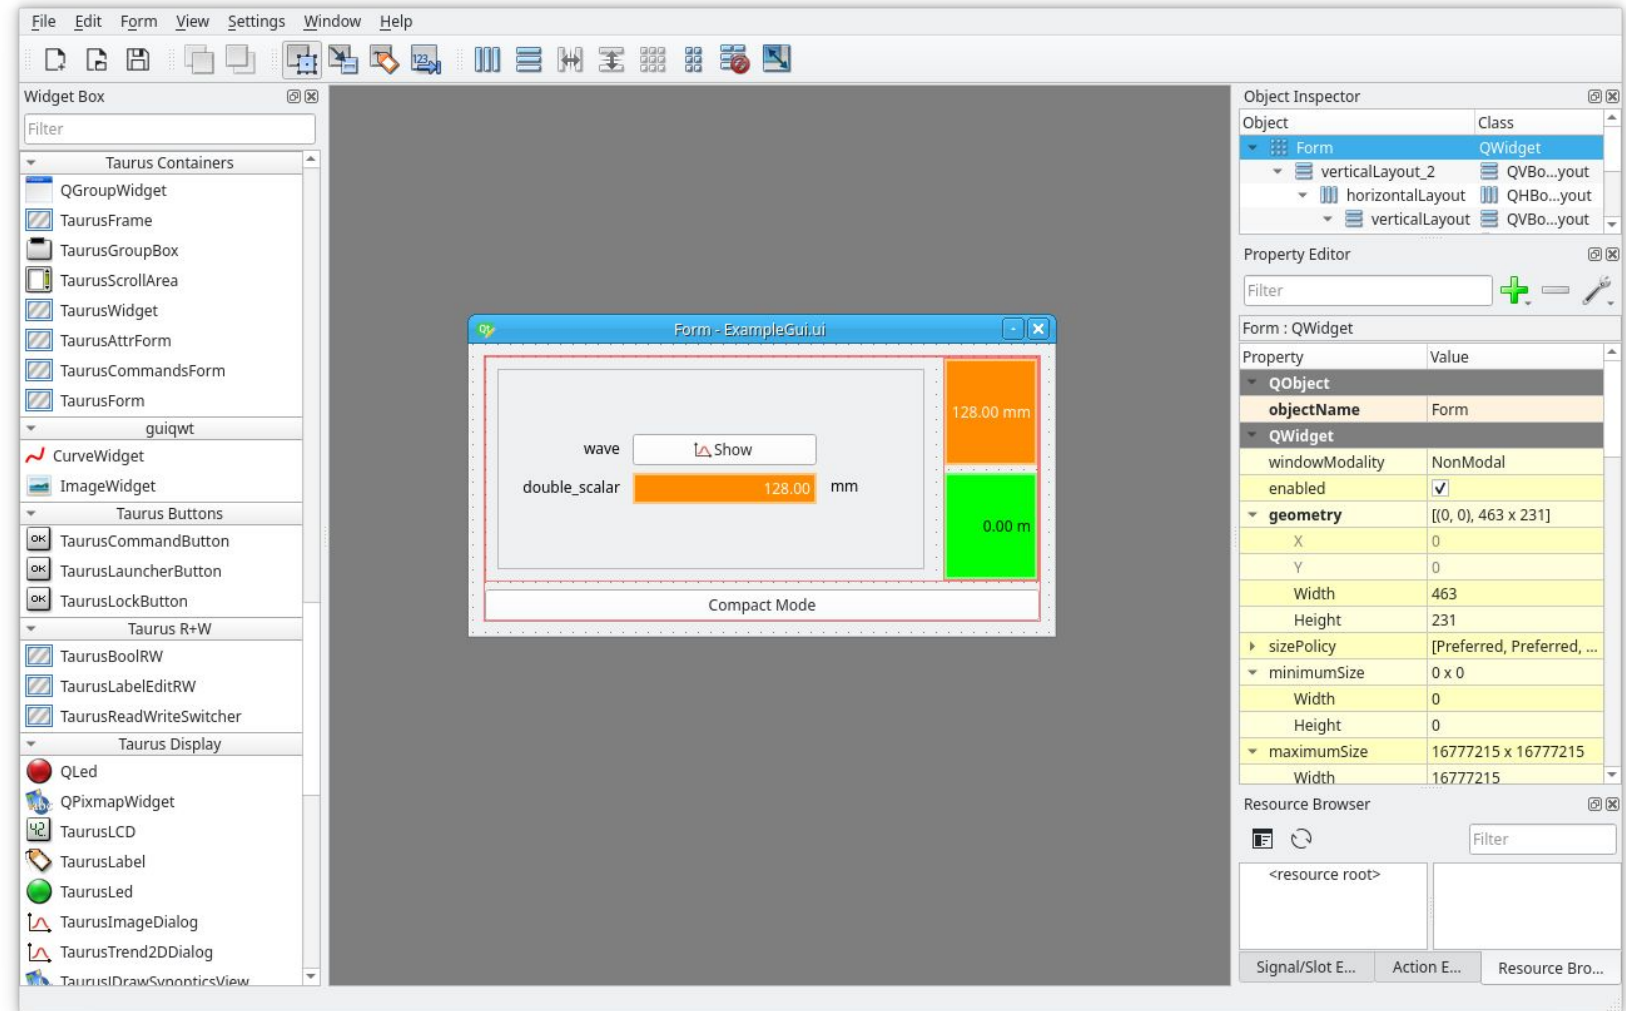 File Edit Form View Settings Window Help
Widget Box
Filter
Taurus Containers
QGroupWidget
TaurusFrame
TaurusGroupBox
TaurusScrollArea
TaurusWidget
TaurusAttrForm
TaurusCommandsForm
TaurusForm
guiqwt
CurveWidget
ImageWidget
Taurus Buttons
OK TaurusCommandButton
OK TaurusLauncherButton
OK TaurusLockButton
Taurus R+W
TaurusBoolRW
TaurusLabelEditRW
TaurusReadWriteSwitcher
Taurus Display
QLed
QPixmapWidget
TaurusLCD
TaurusLabel
TaurusLed
TaurusImageDialog
TaurusTrend2DDialog
TaurusJDrawSynopticsView
Form - ExampleGui.ui
wave Show
double_scalar 128.00 mm
128.00 mm
0.00 m
Compact Mode
Object Inspector
Object Class
Form QWidget
verticalLayout_2 QVBo...yout
horizontalLayout QHBo...yout
verticalLayout QVBo...yout
Property Editor
Filter
Form : QWidget
Property Value
QObject
objectName Form
QWidget
windowModality NonModal
enabled
geometry [(0, 0), 463 x 231]
X 0
Y 0
Width 463
Height 231
sizePolicy [Preferred, Preferred, ...
minimumSize 0 x 0
Width 0
Height 0
maximumSize 16777215 x 16777215
Width 16777215
Resource Browser
Filter
<resource root>
Signal/Slot E... Action E... Resource Bro...